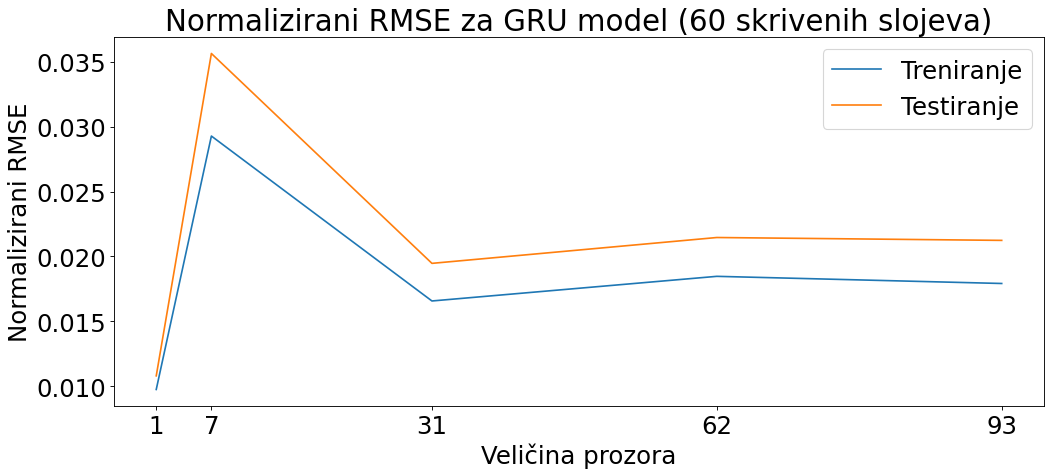 Normalizirani RMSE za GRU model (60 skrivenih slojeva)
Treniranje
Testiranje
Normalizirani RMSE
0.035
0.030
0.025
0.020
0.015
0.010
1 7 31 62 93
Veličina prozora